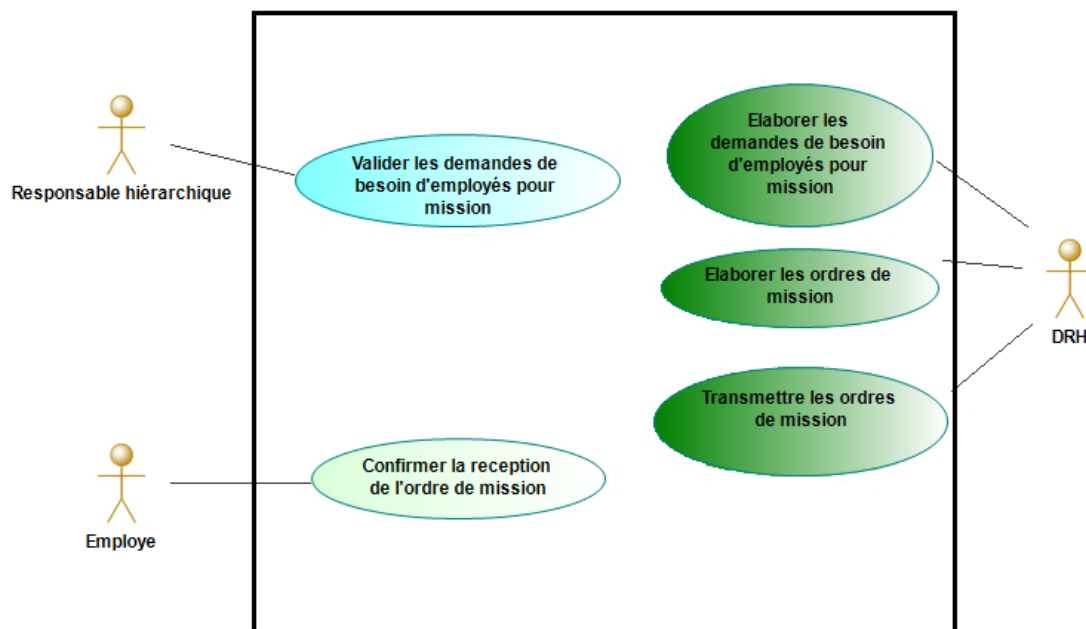 Responsable hiérarchique
Valider les demandes de
besoin d'employés pour
mission
Elaborer les
demandes de besoin
d'employés pour
mission
Elaborer les ordres de
mission
DRH
Transmettre les ordres
de mission
Confirmer la reception
de l'ordre de mission
Employe